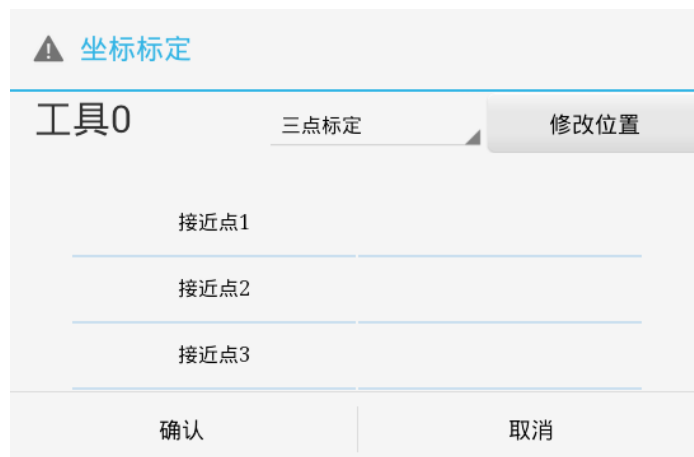 坐标标定
工具0 三点标定 修改位置
接近点1
接近点2
接近点3
确认 取消